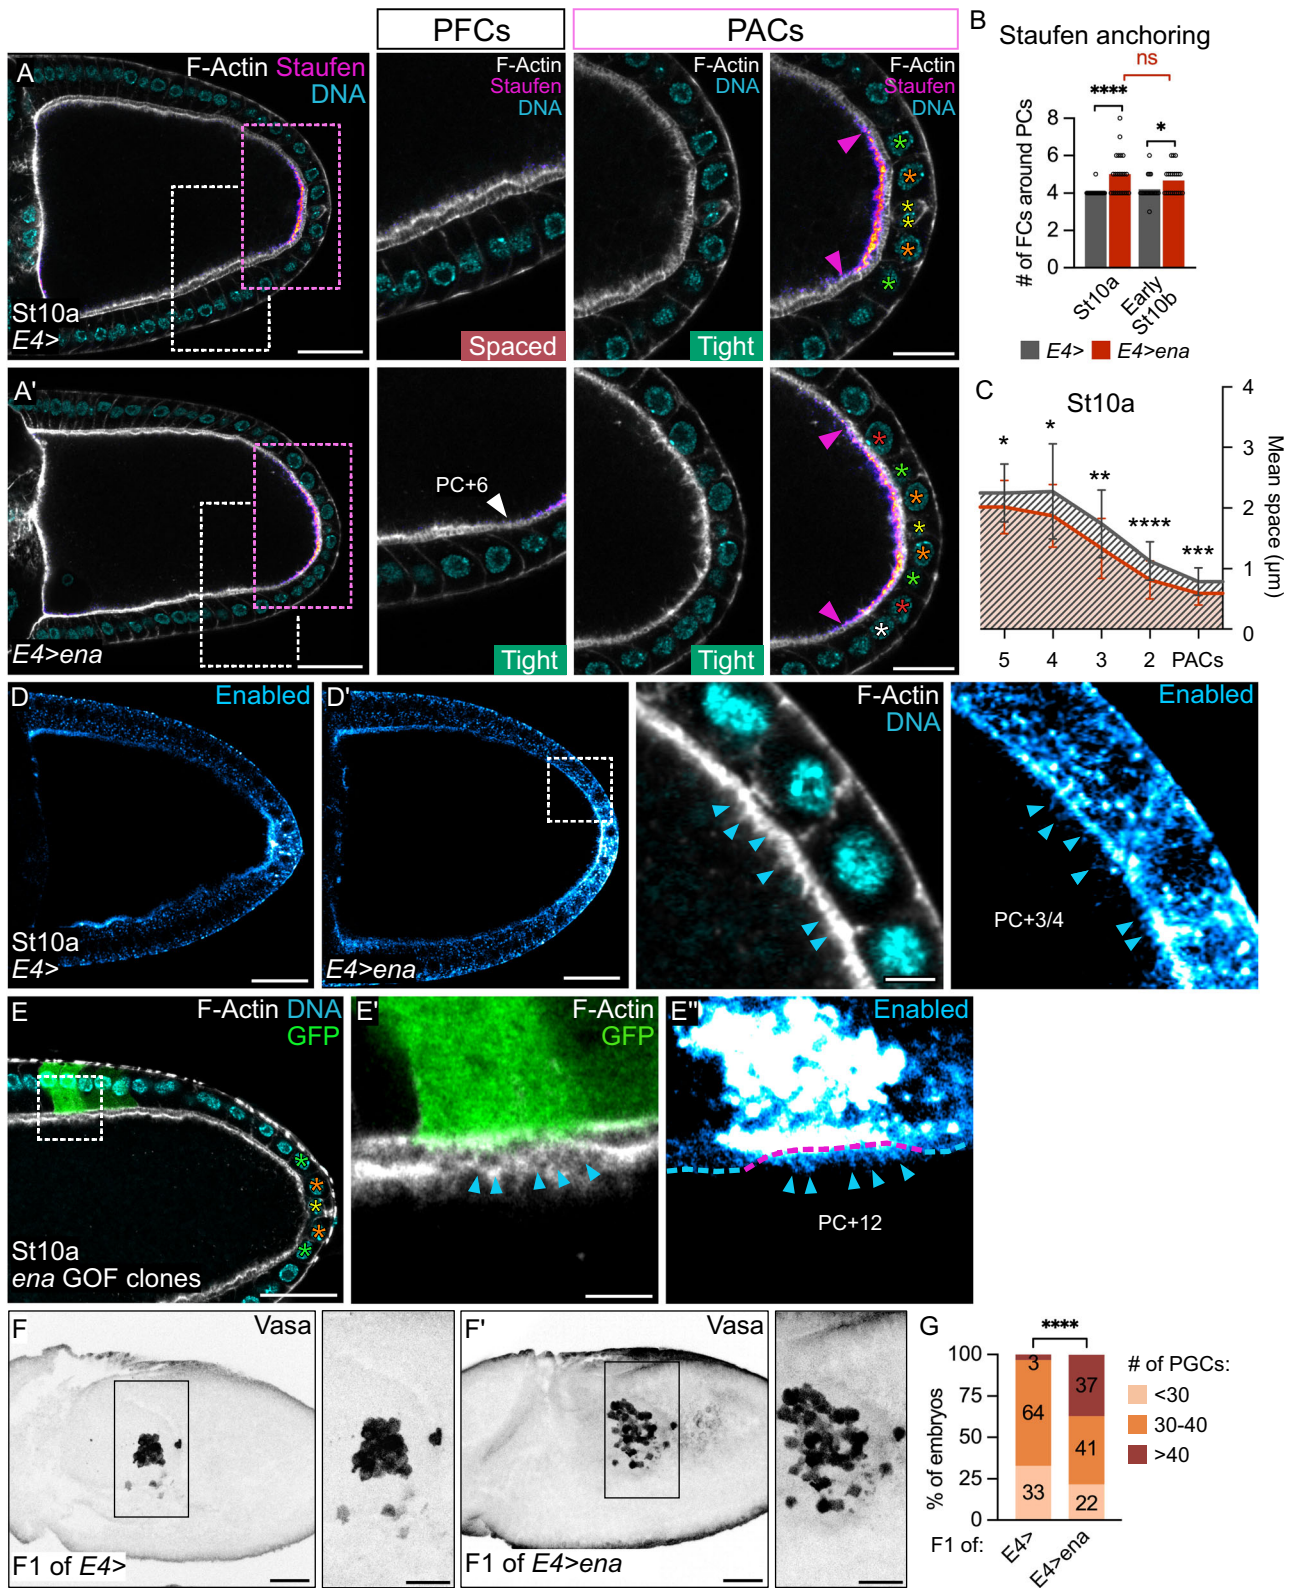 PFCs
PACs
A
F-Actin Staufen
DNA
St10a
E4>
F-Actin
Staufen
DNA
Spaced
F-Actin
DNA
Tight
F-Actin
Staufen
DNA
*
*
*
*
*
*
B
Staufen anchoring
ns
****
*
# of FCs around PCs
8
6
4
2
0
St10a
Early
St10b
E4>
E4>ena
A'
E4>ena
PC+6
Tight
Tight
*
*
*
*
*
*
*
*
C
St10a
*
*
**
****
***
4
3
2
1
0
Mean space (μm)
5 4 3 2 PACs
D
Enabled
St10a
E4>
D'
E4>ena
F-Actin
DNA
Enabled
PC+3/4
E
F-Actin DNA
GFP
*
*
*
*
*
St10a
ena GOF clones
E'
F-Actin
GFP
E''
Enabled
PC+12
F
Vasa
F1 of E4>
F'
Vasa
F1 of E4>ena
G
****
% of embryos
100
75
50
25
0
3
64
33
37
41
22
F1 of:
E4>
E4>ena
# of PGCs:
<30
30-40
>40